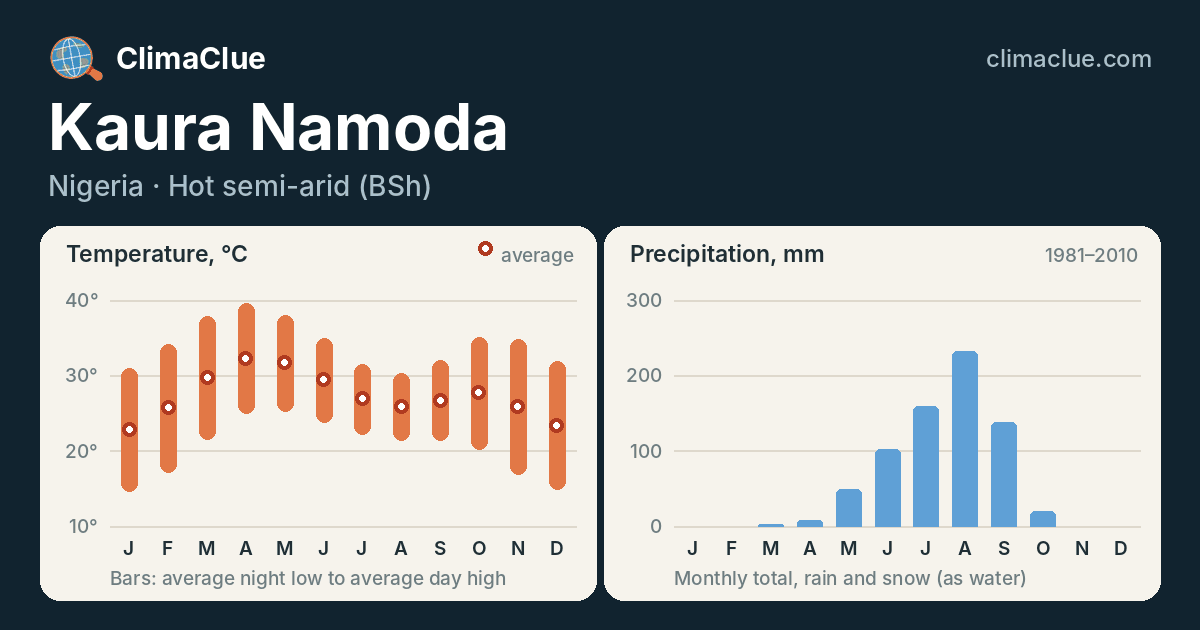 ClimaClue
climaclue.com
Kaura Namoda
Nigeria · Hot semi-arid (BSh)
Temperature, °C
average
40°
30°
20°
10°
J F M A M J J A S O N D
Bars: average night low to average day high
Precipitation, mm
1981–2010
300
200
100
0
J F M A M J J A S O N D
Monthly total, rain and snow (as water)